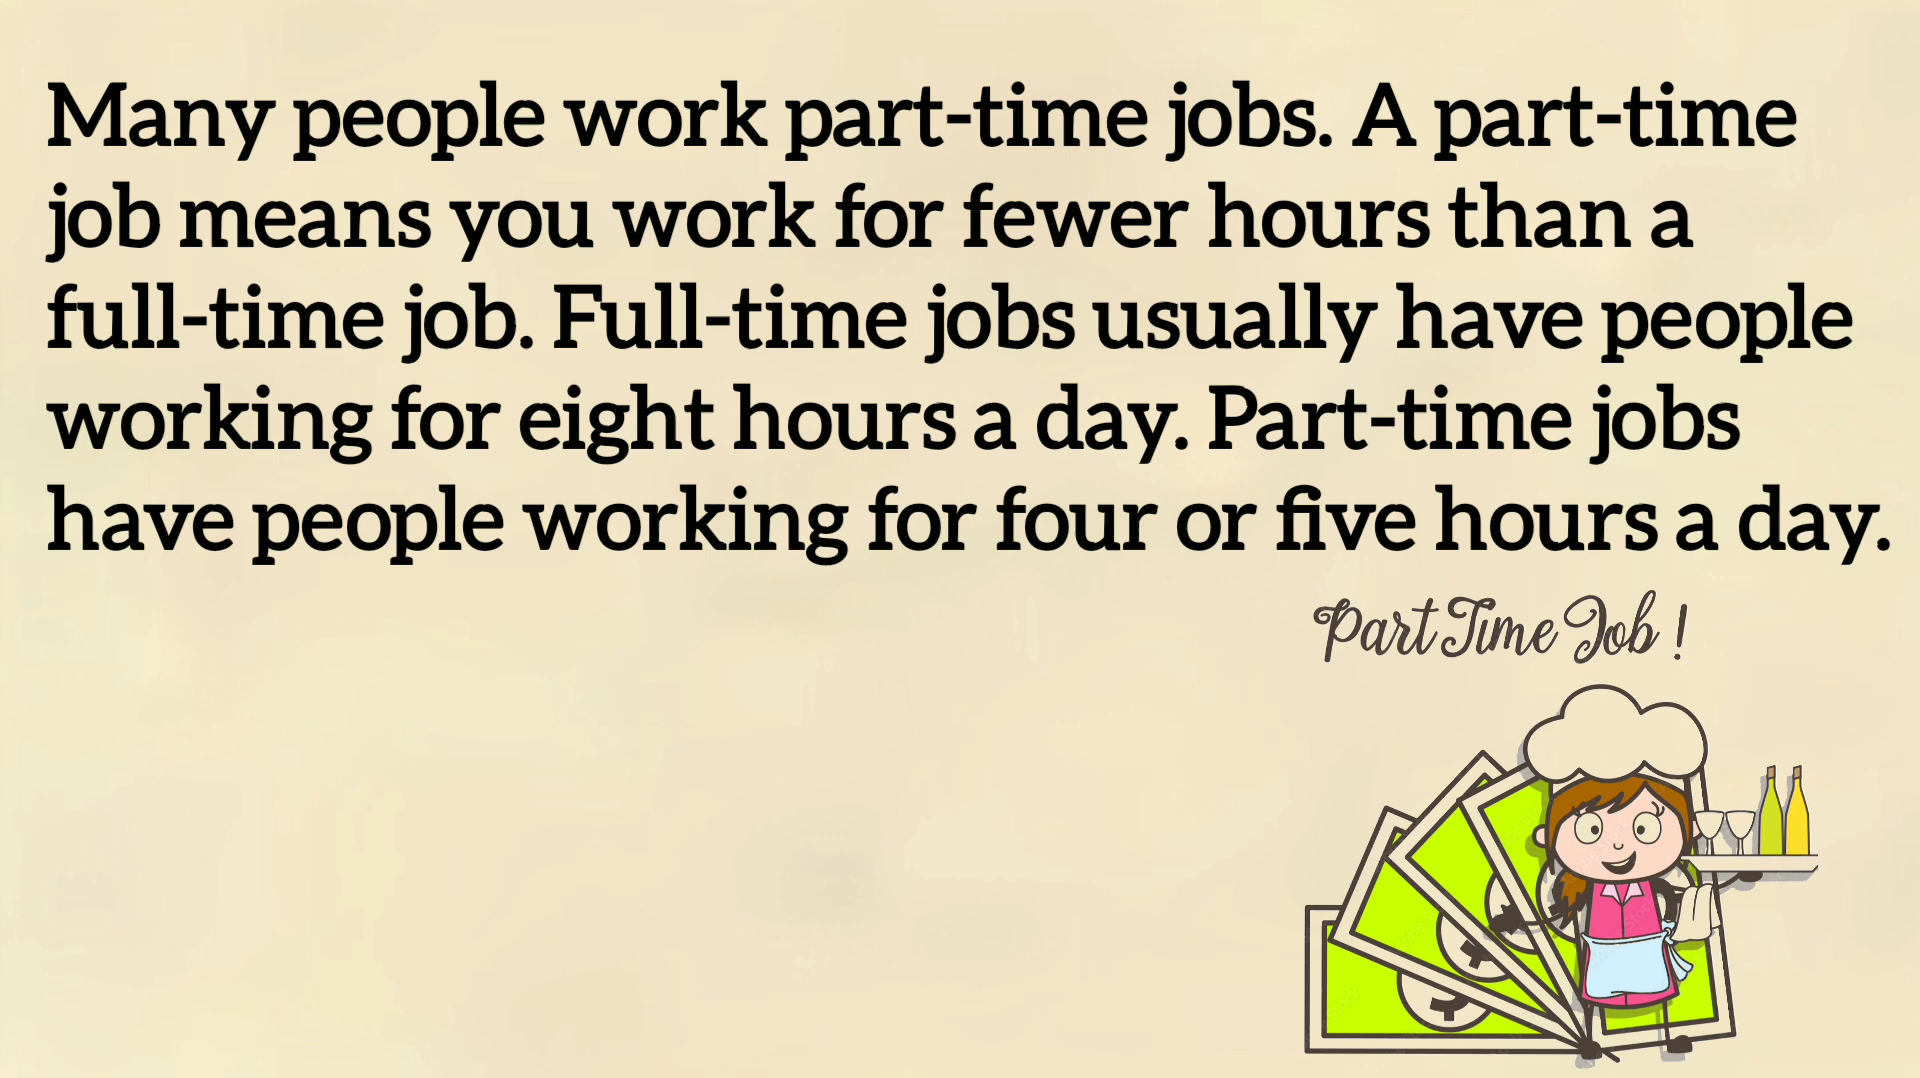 Many people work part-time jobs. A part-time
job means you work for fewer hours than a
full-time job. Full-time jobs usually have people
working for eight hours a day. Part-time jobs
have people working for four or five hours a day.
Part Time Job !